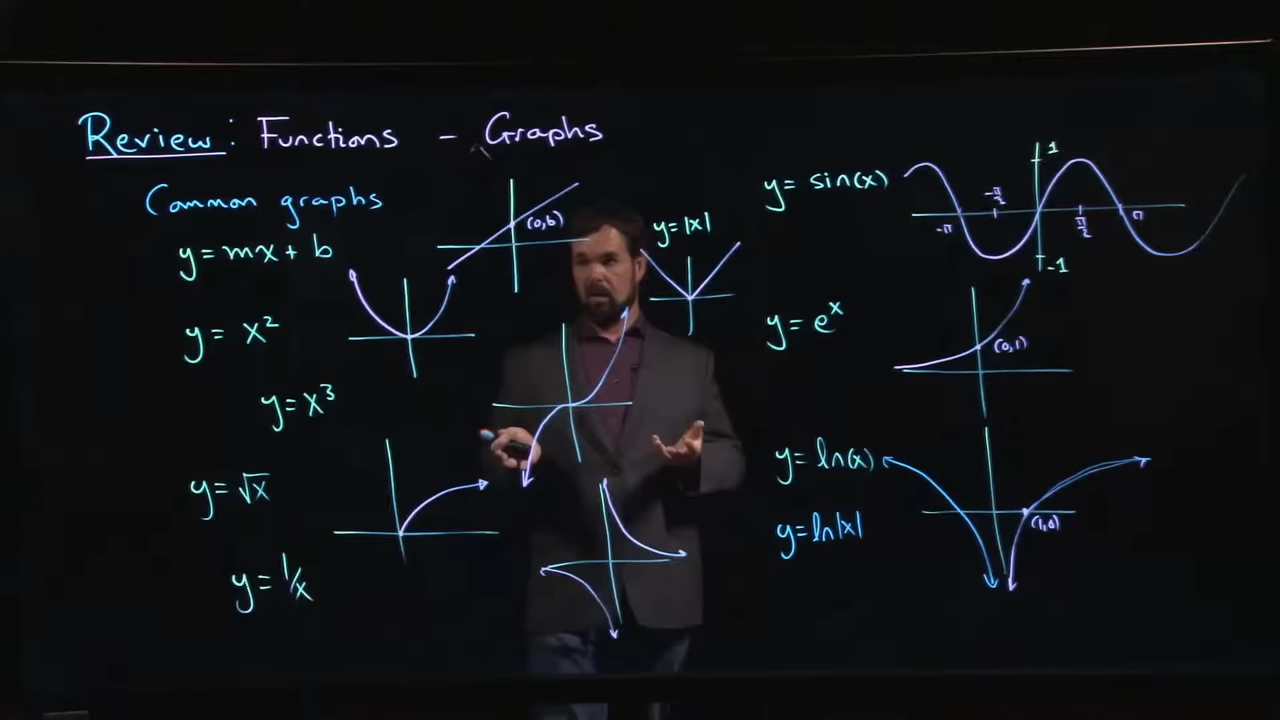 Review: Functions - Graphs
Common graphs
y = mx + b
(0,b)
y = x²
y = x³
y = √x
y = 1/x
y = |x|
y = sin(x)
1
-π
-π/2
π/2
π
-1
y = eˣ
(0,1)
y = ln(x)
y = ln|x|
(1,0)